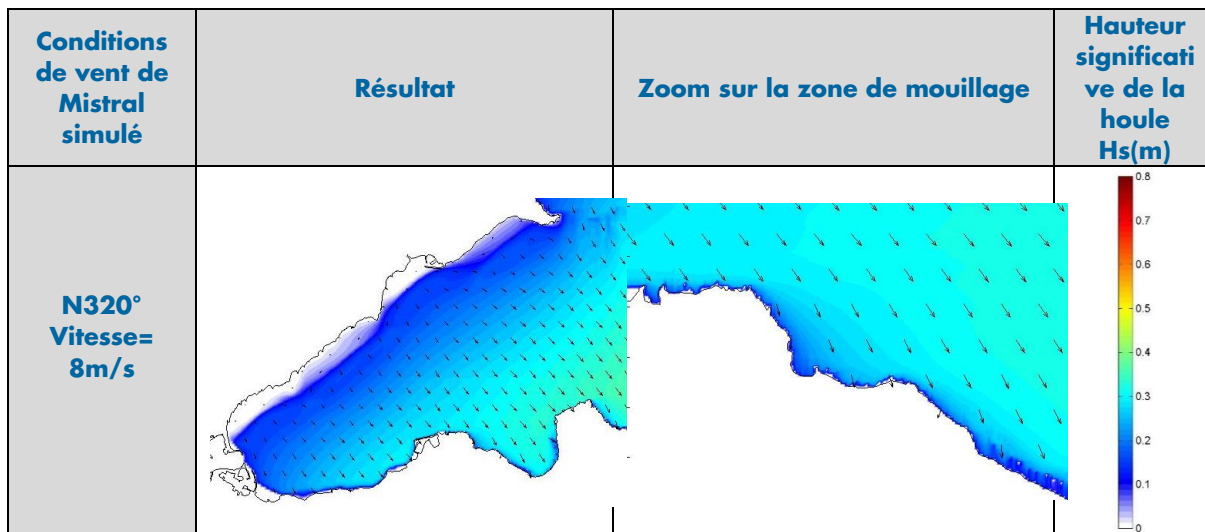 Conditions
de vent de
Mistral
simulé
Résultat
Zoom sur la zone de mouillage
Hauteur
significati
ve de la
houle
Hs(m)
N320°
Vitesse=
8m/s
0.8
0.7
0.6
0.5
0.4
0.3
0.2
0.1
0